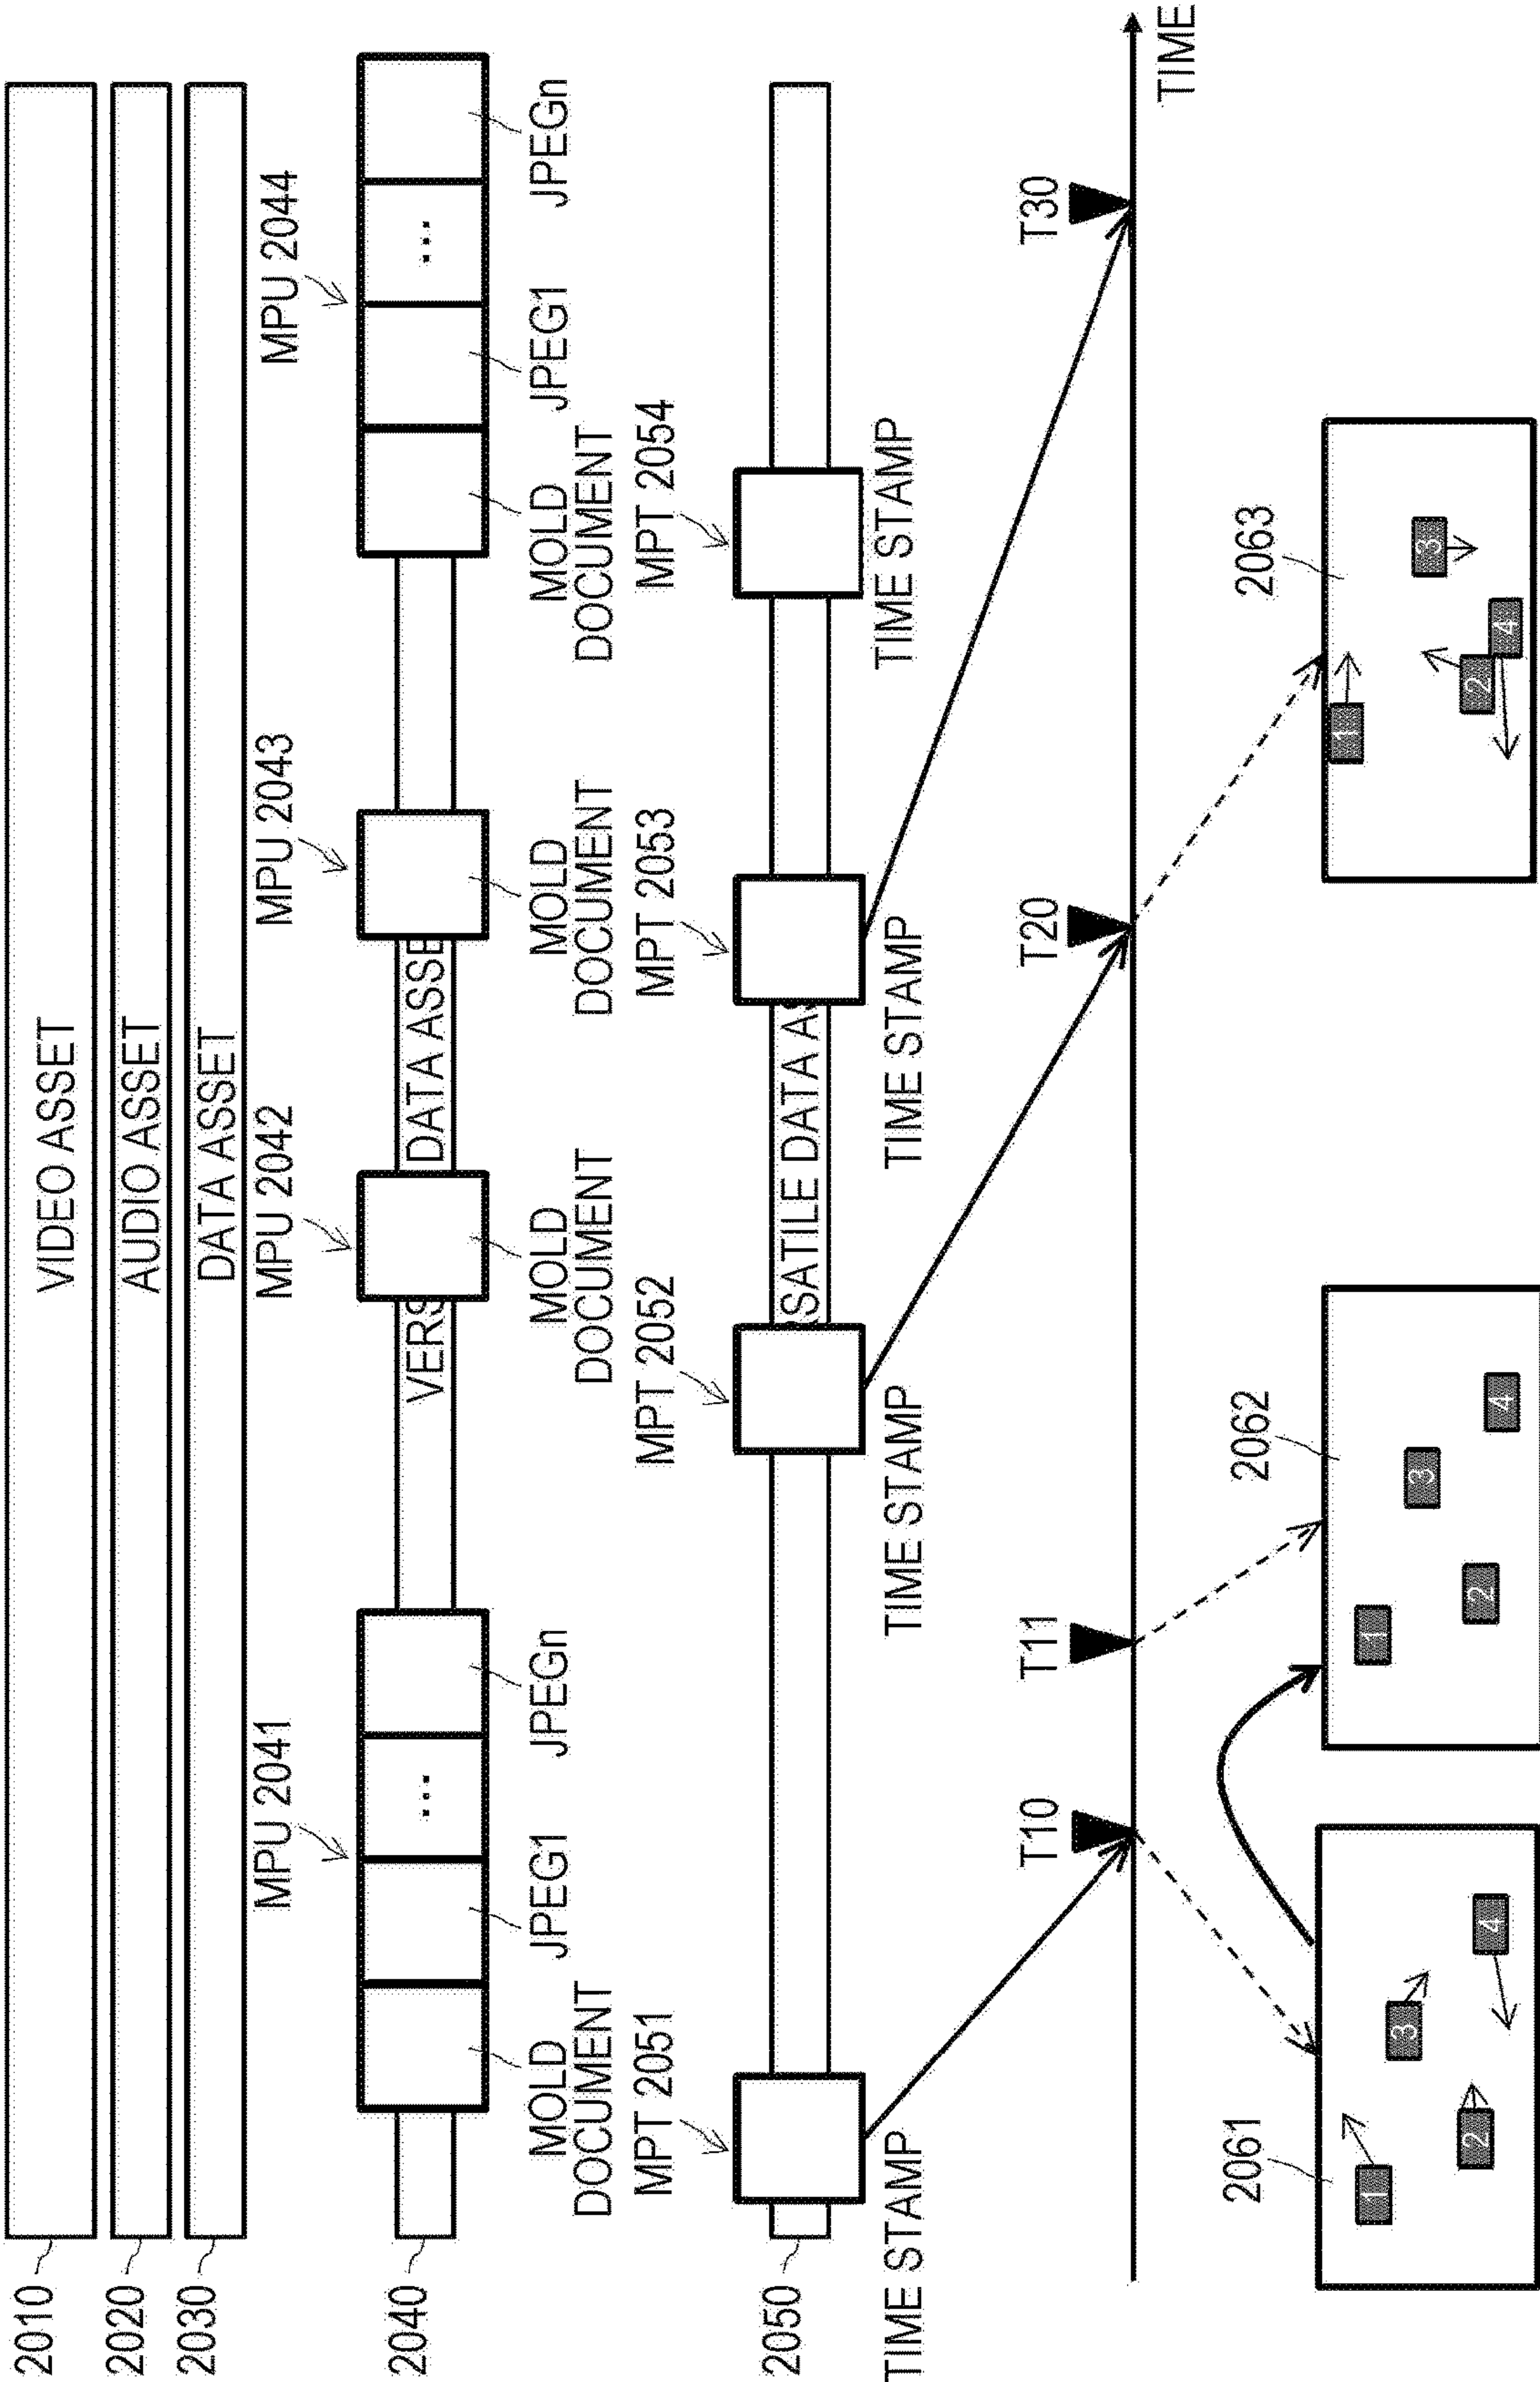 2010
VIDEO ASSET
2020
AUDIO ASSET
2030
DATA ASSET
MPU 2041
MPU 2042
MPU 2043
MPU 2044
2040
...
VERS
DATA ASSE
...
MOLD
DOCUMENT
JPEG1
JPEGn
MOLD
DOCUMENT
MOLD
DOCUMENT
MOLD
DOCUMENT
JPEG1
JPEGn
MPT 2051
MPT 2052
MPT 2053
MPT 2054
2050
RSATILE DATA AS
TIME STAMP
TIME STAMP
TIME STAMP
TIME STAMP
T10
T11
T20
T30
TIME
2061
2062
2063
1
2
3
4
1
2
3
4
1
2
3
4